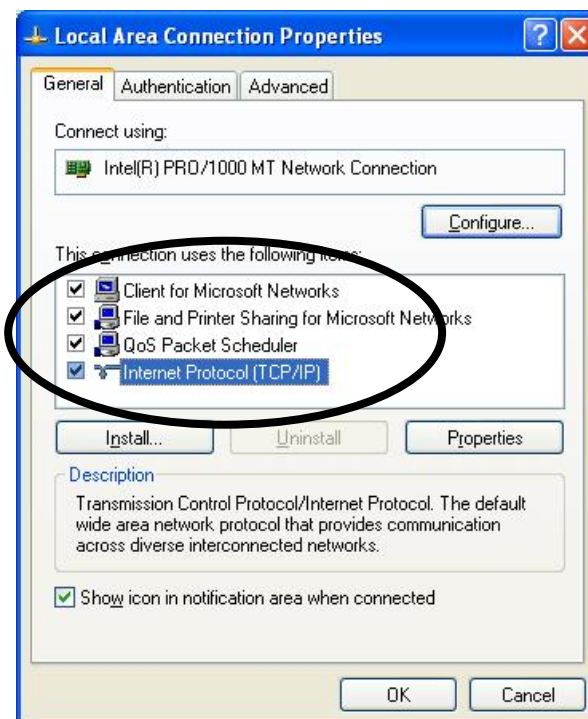 Local Area Connection Properties
General Authentication Advanced
Connect using:
Intel(R) PRO/1000 MT Network Connection
Configure...
This connection uses the following items:
Client for Microsoft Networks
File and Printer Sharing for Microsoft Networks
QoS Packet Scheduler
Internet Protocol (TCP/IP)
Install... Uninstall Properties
Description
Transmission Control Protocol/Internet Protocol. The default
wide area network protocol that provides communication
across diverse interconnected networks.
Show icon in notification area when connected
OK Cancel